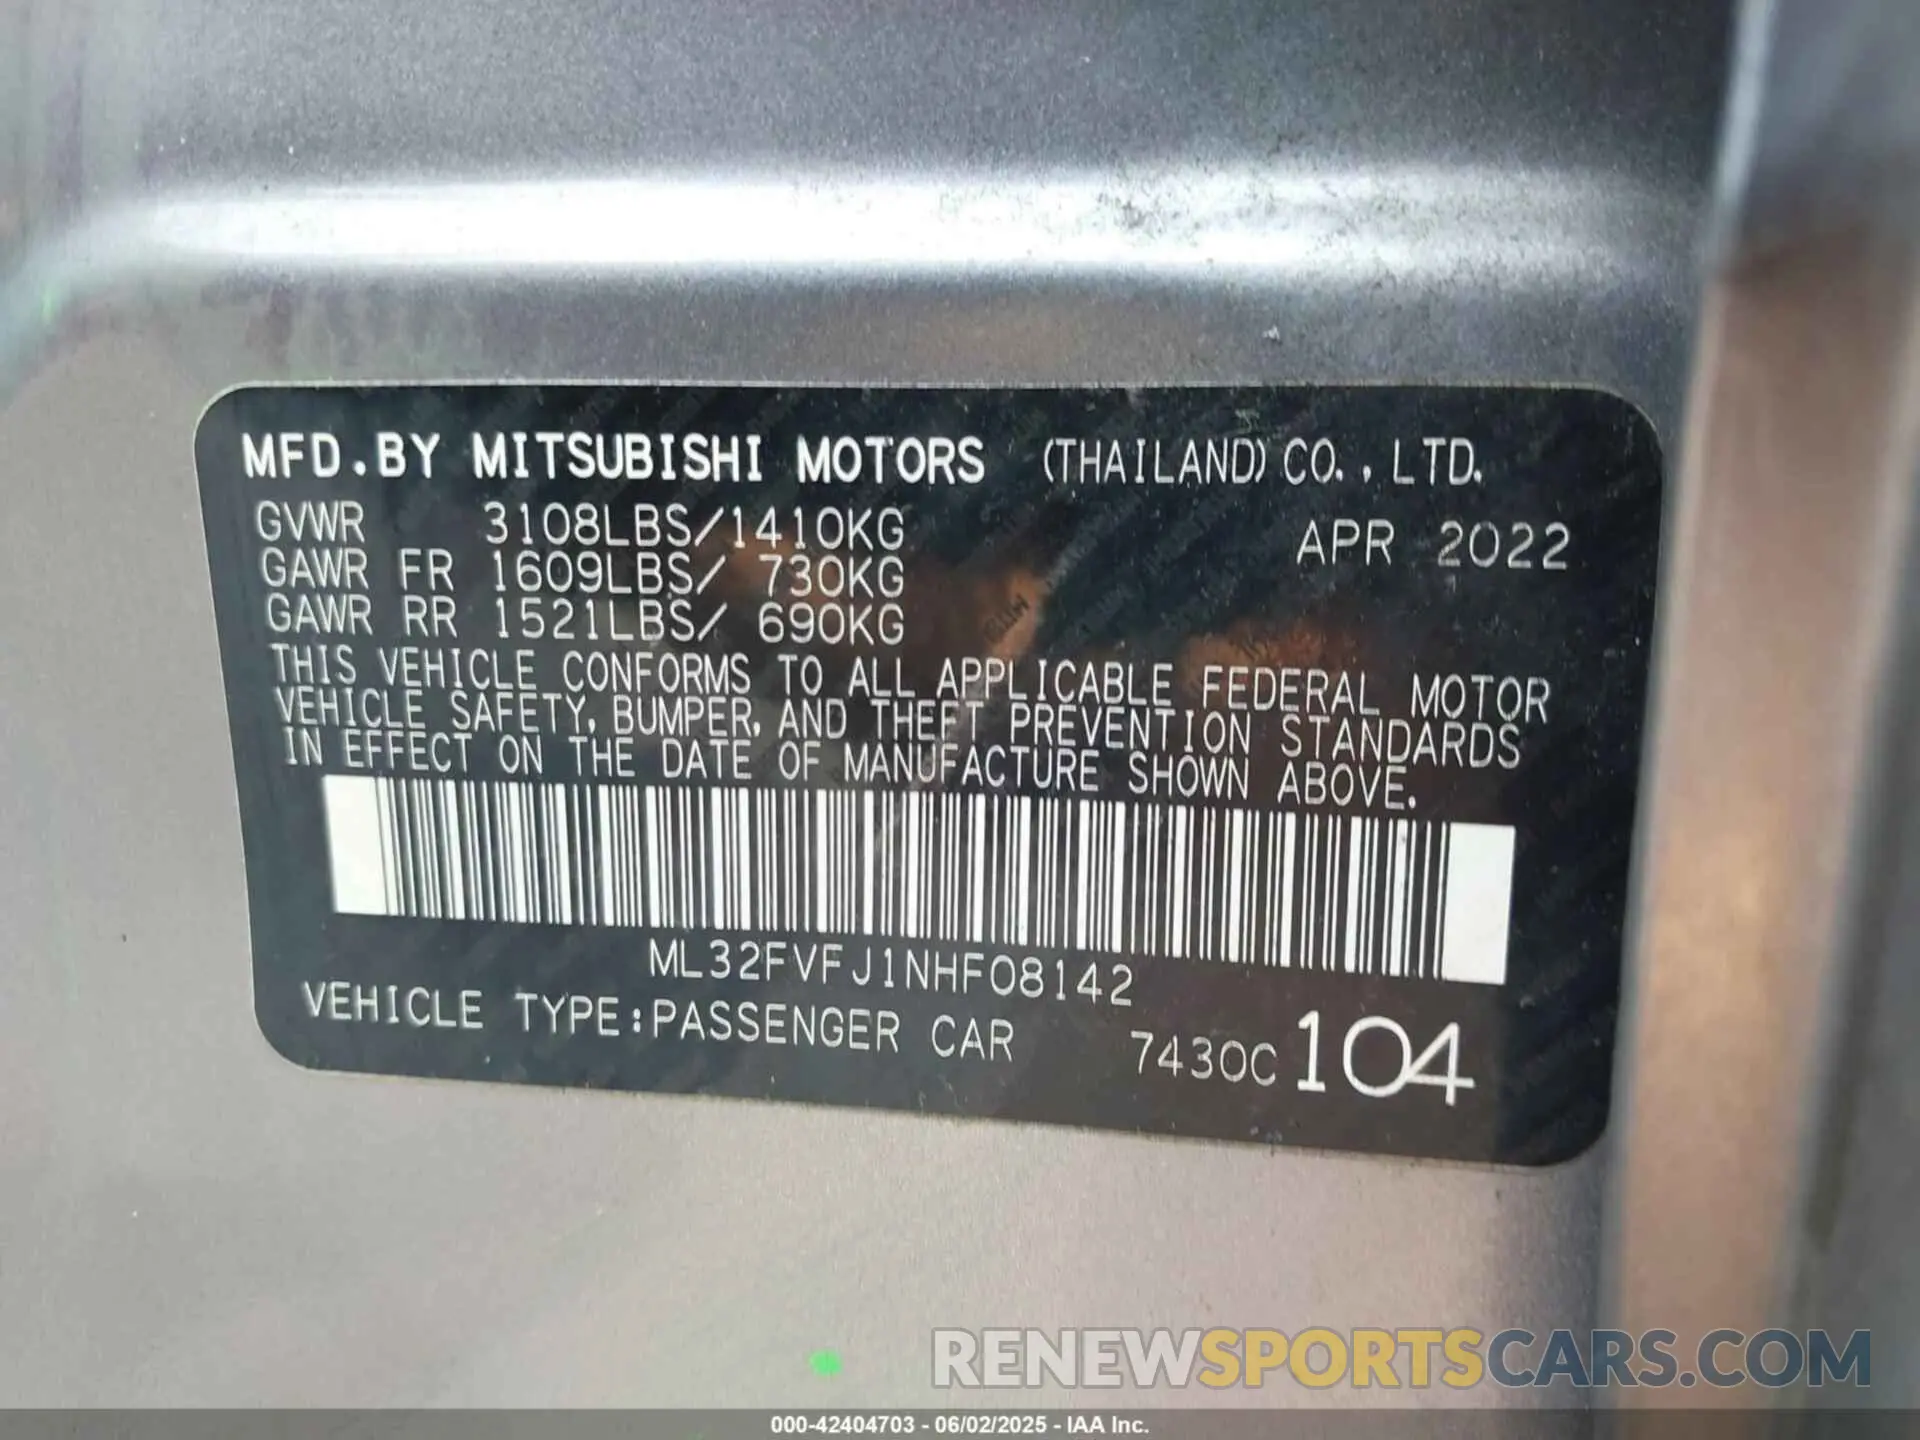 MFD.BY MITSUBISHI MOTORS (THAILAND) CO., LTD.
GVWR 3108LBS/1410KG APR 2022
GAWR FR 1609LBS/ 730KG
GAWR RR 1521LBS/ 690KG
THIS VEHICLE CONFORMS TO ALL APPLICABLE FEDERAL MOTOR
VEHICLE SAFETY, BUMPER, AND THEFT PREVENTION STANDARDS
IN EFFECT ON THE DATE OF MANUFACTURE SHOWN ABOVE.
ML32FVFJ1NHF08142
VEHICLE TYPE:PASSENGER CAR 7430C 104
RENEWSPORTSCARS.COM
000-42404703 - 06/02/2025 - IAA Inc.